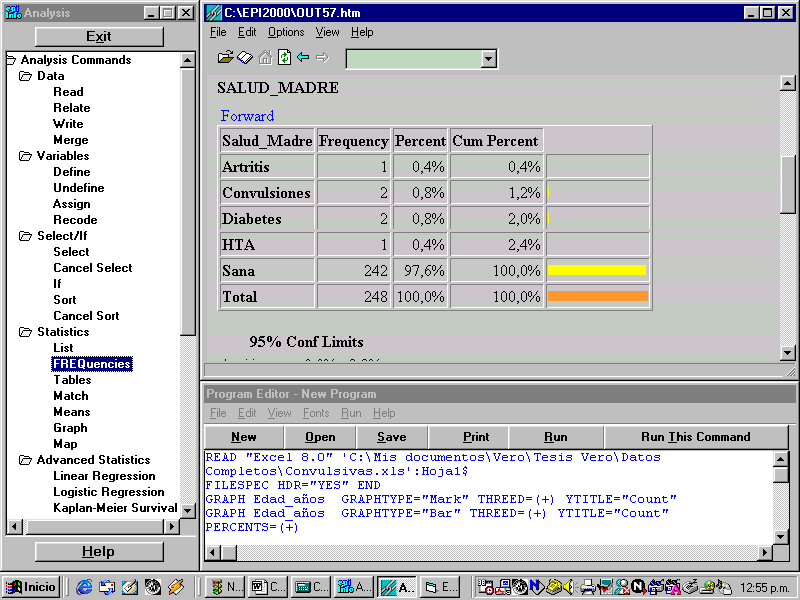 Analysis
Exit
Analysis Commands
Data
Read
Relate
Write
Merge
Variables
Define
Undefine
Assign
Recode
Select/If
Select
Cancel Select
If
Sort
Cancel Sort
Statistics
List
FREQuencies
Tables
Match
Means
Graph
Map
Advanced Statistics
Linear Regression
Logistic Regression
Kaplan-Meier Survival
Help
C:\EPI2000\OUT57.htm
File Edit Options View Help
SALUD_MADRE
Forward
Salud_Madre Frequency Percent Cum Percent
Artritis 1 0,4% 0,4%
Convulsiones 2 0,8% 1,2%
Diabetes 2 0,8% 2,0%
HTA 1 0,4% 2,4%
Sana 242 97,6% 100,0%
Total 248 100,0% 100,0%
95% Conf Limits
Program Editor - New Program
File Edit View Fonts Run Help
New Open Save Print Run Run This Command
READ "Excel 8.0" 'C:\Mis documentos\Vero\Tesis Vero\Datos
Completos\Convulsivas.xls':Hoja1$
FILESPEC HDR="YES" END
GRAPH Edad_años GRAPHTYPE="Mark" THREED=(+) YTITLE="Count"
GRAPH Edad_años GRAPHTYPE="Bar" THREED=(+) YTITLE="Count"
PERCENTS=(+)
Inicio N... C... C... A... A.. E... 12:55 p.m.